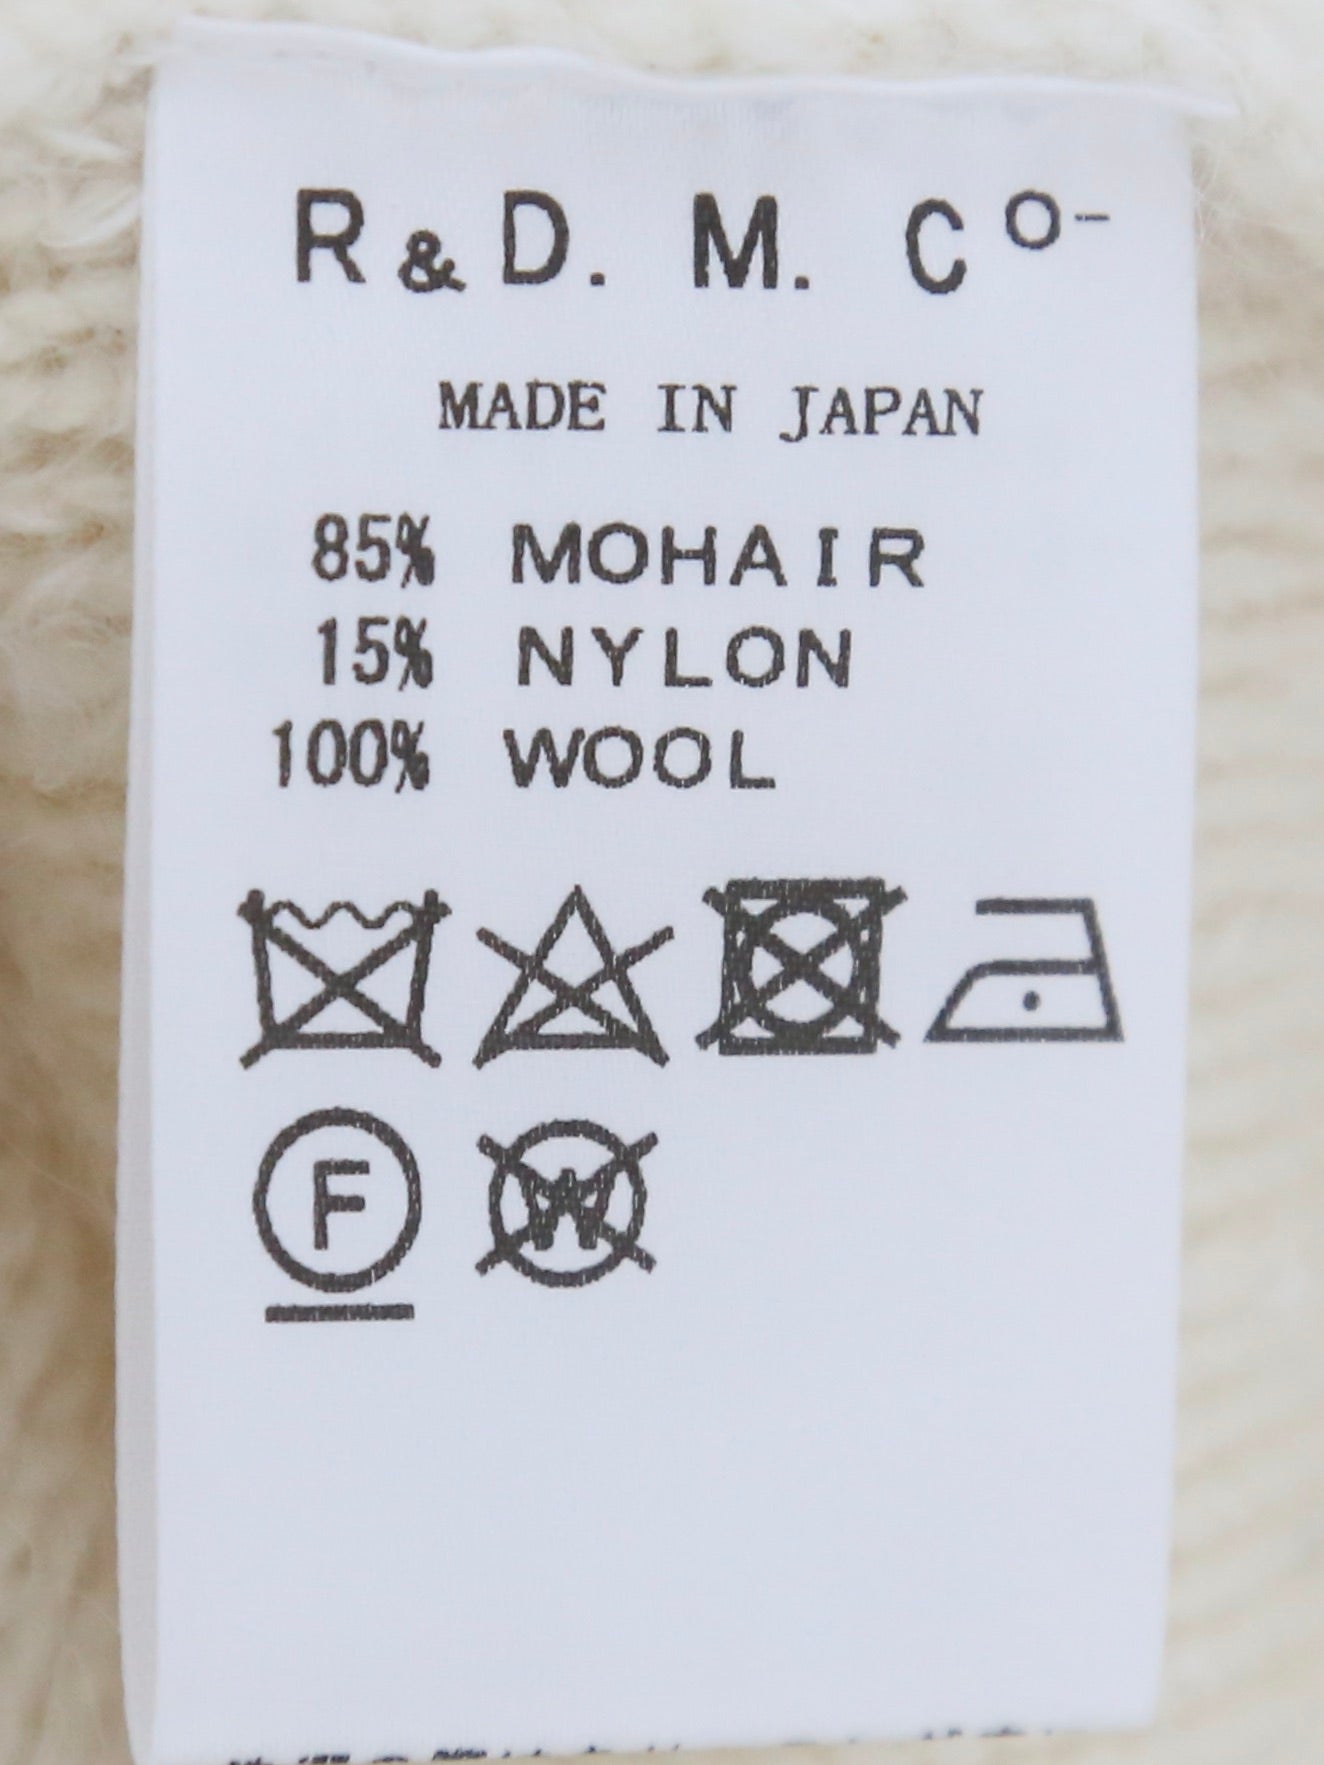 R&D. M. Co-
MADE IN JAPAN
85% MOHAIR
15% NYLON
100% WOOL
F
W